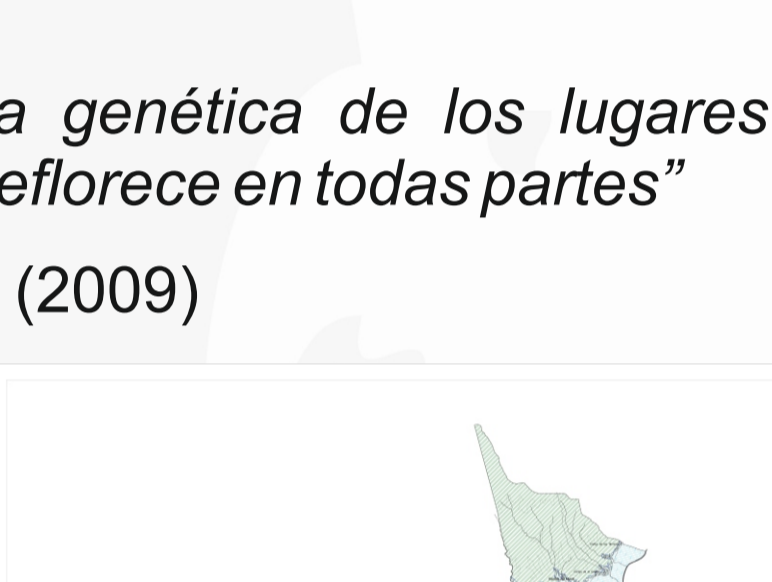 a genética de los lugares
eflorece en todas partes”
(2009)